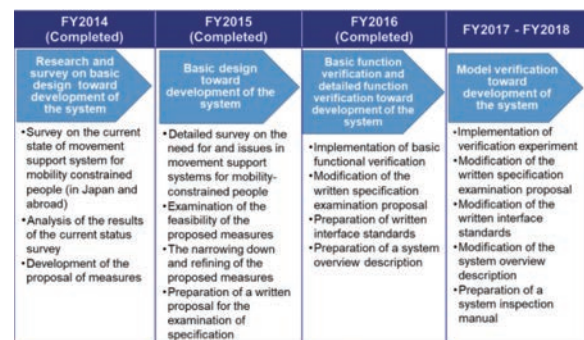 FY2014
(Completed)
Research and
survey on basic
design toward
development of
the system
•Survey on the current
state of movement
support system for
mobility constrained
people (in Japan and
abroad)
•Analysis of the results
of the current status
survey
•Development of the
proposal of measures
FY2015
(Completed)
Basic design
toward
development of
the system
•Detailed survey on the
need for and issues in
movement support
systems for mobility-
constrained people
•Examination of the
feasibility of the
proposed measures
•The narrowing down
and refining of the
proposed measures
•Preparation of a written
proposal for the
examination of
specification
FY2016
(Completed)
Basic function
verification and
detailed function
verification toward
development of the
system
•Implementation of basic
functional verification
•Modification of the
written specification
examination proposal
•Preparation of written
interface standards
•Preparation of a system
overview description
FY2017 - FY2018
Model verification
toward
development of
the system
•Implementation of
verification experiment
•Modification of the
written specification
examination proposal
•Modification of the
written interface
standards
•Modification of the
system overview
description
•Preparation of a
system inspection
manual